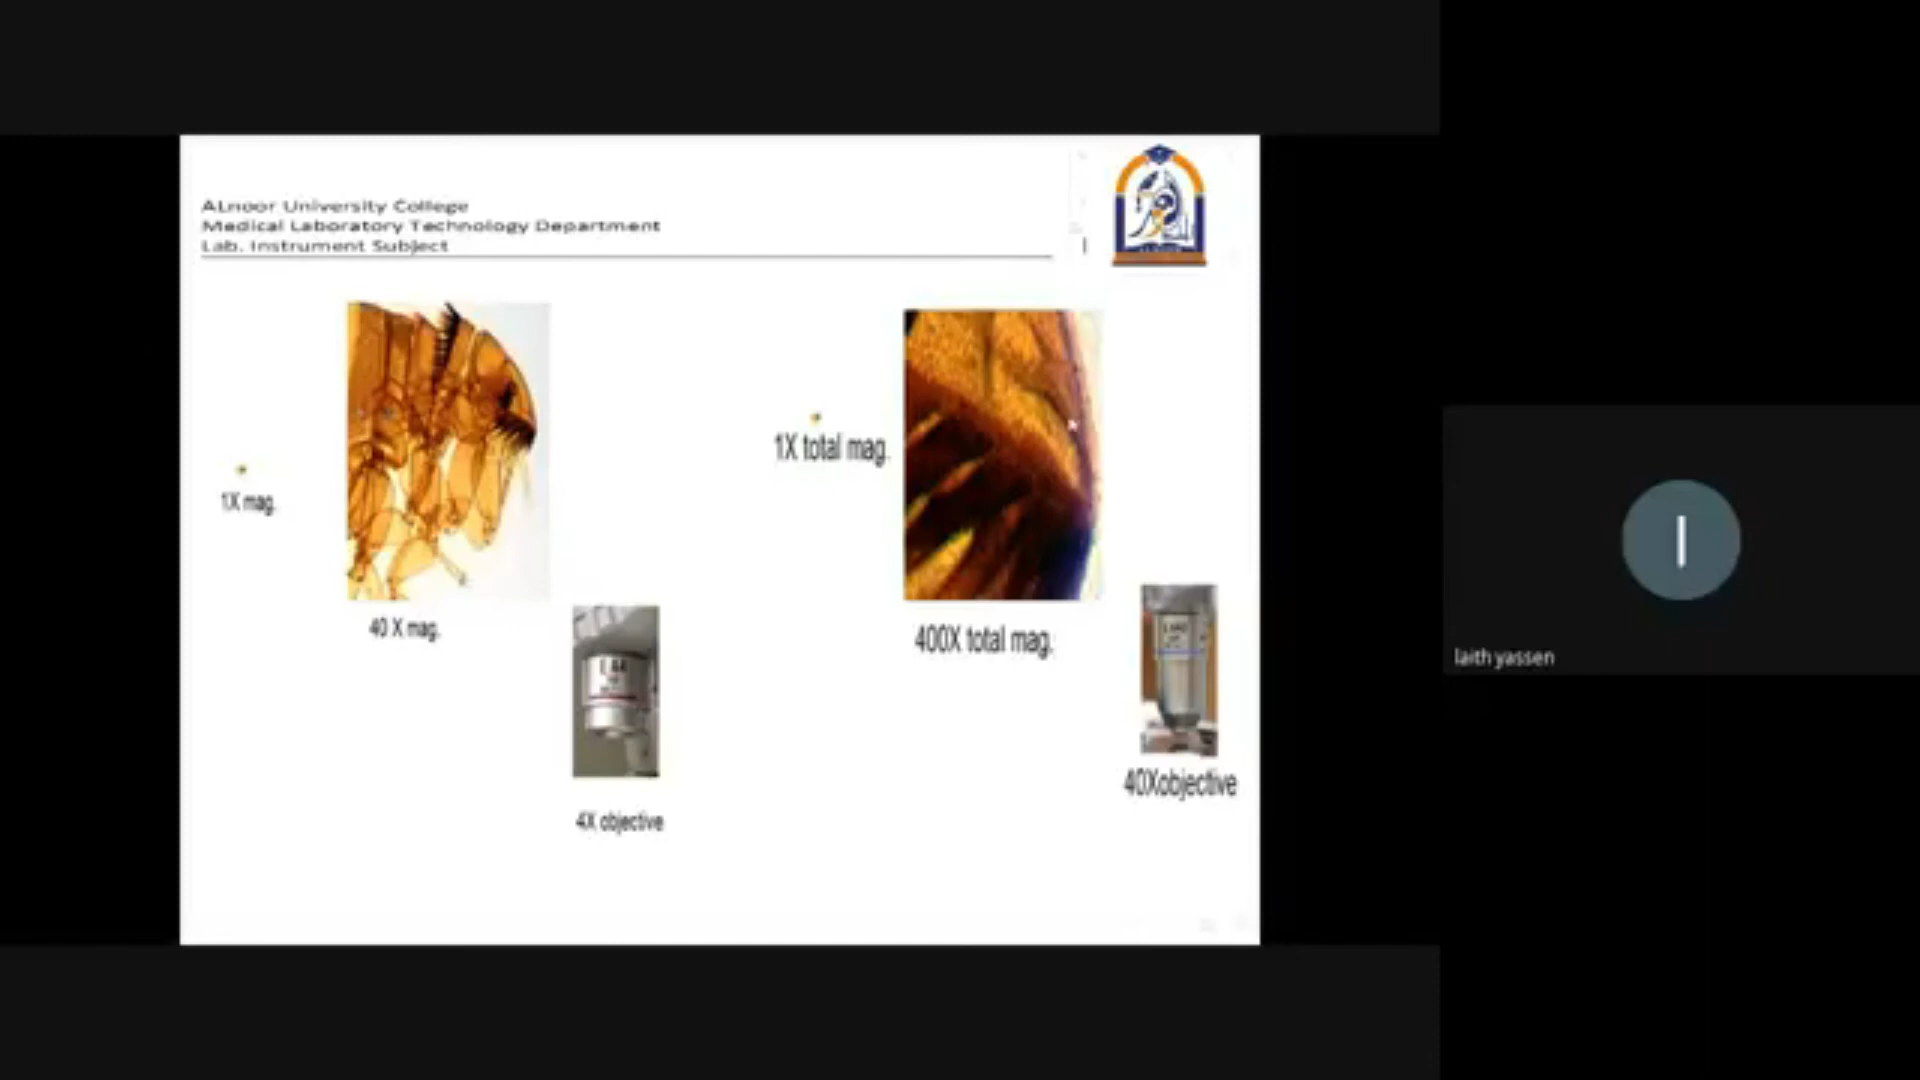 ALnoor University College
Medical Laboratory Technology Department
Lab. Instrument Subject
1X mag.
40 X mag.
4X objective
1X total mag.
400X total mag.
40Xobjective
I
laith yassen